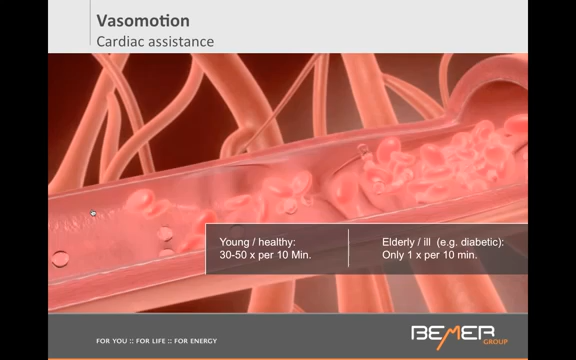 Vasomotion
Cardiac assistance
Young / healthy:
30-50 x per 10 Min.
Elderly / ill (e.g. diabetic):
Only 1 x per 10 min.
FOR YOU :: FOR LIFE :: FOR ENERGY
BEMER
GROUP